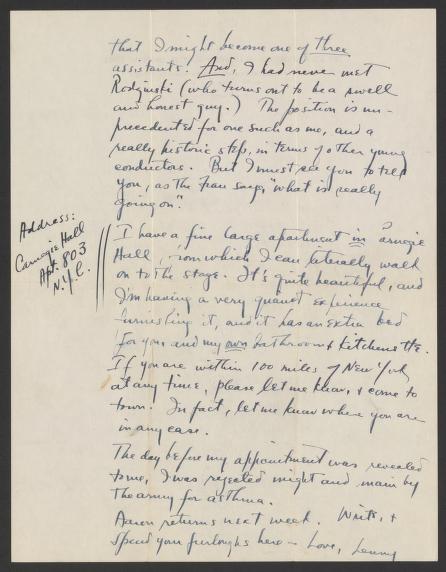 that I might become one of three
assistants. And, I had never met
Rodzinski (who turns out to be a swell
and honest guy.) The position is un-
precedented for one such as me, and a
really historic step, in terms of other young
conductors. But I must see you to tell
you, as the Frau says, "what is really
going on".
Address:
Carnegie Hall
Apt. 803
N.Y.C.
I have a fine large apartment in Carnegie
Hall, from which I can literally walk
on to the stage. It's quite beautiful, and
I'm having a very quaint experience
furnishing it, and it has an extra bed
for you and my own bathroom & kitchenette.
If you are within 100 miles of New York
at any time, please let me know, & come to
town. In fact, let me know where you are
in any case.
The day before my appointment was revealed
to me, I was rejected might and main by
the army for asthma.
Aaron returns next week. Write, &
spend your furloughs here — Love, Lenny